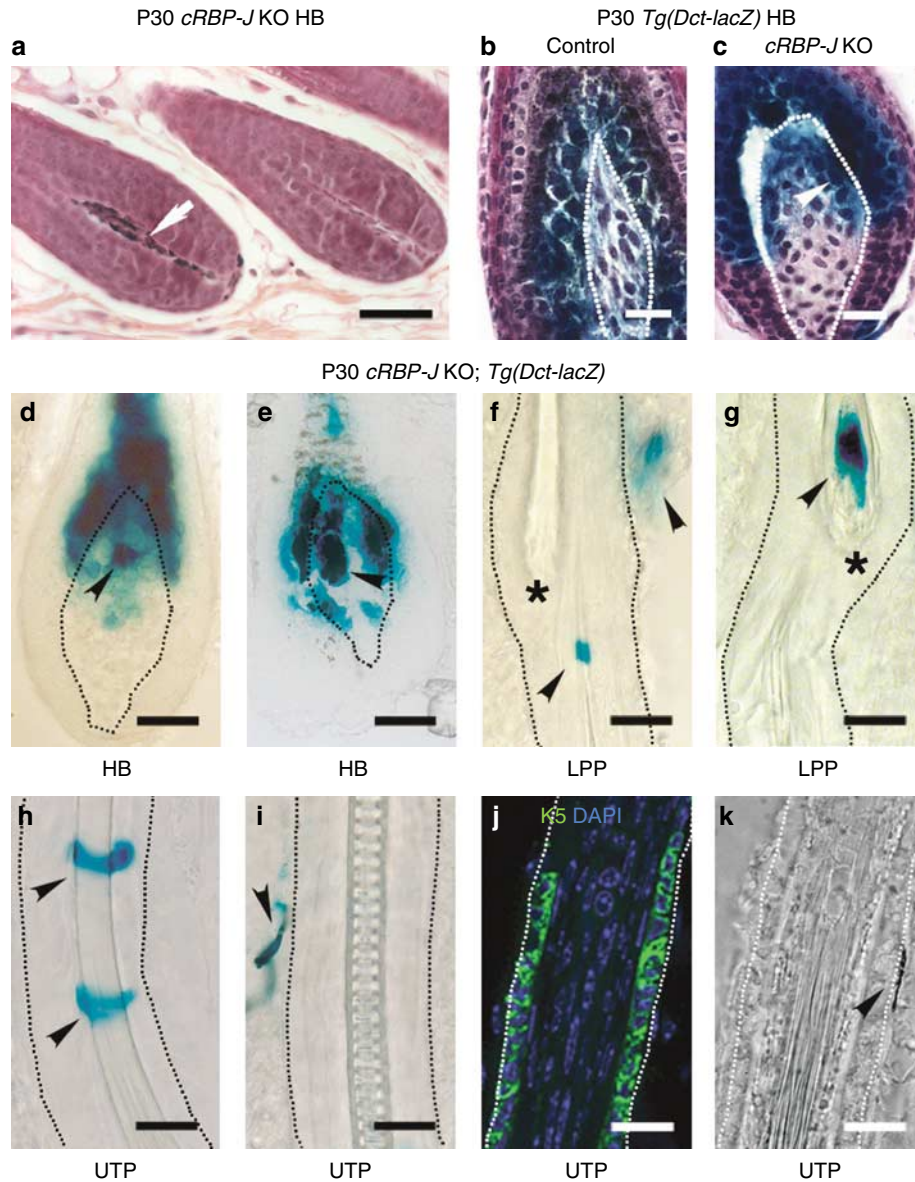 P30 cRBP-J KO HB
P30 Tg(Dct-lacZ) HB
a
b
Control
c
cRBP-J KO
P30 cRBP-J KO; Tg(Dct-lacZ)
d
e
f
g
*
*
HB
HB
LPP
LPP
h
i
j
K5 DAPI
k
UTP
UTP
UTP
UTP